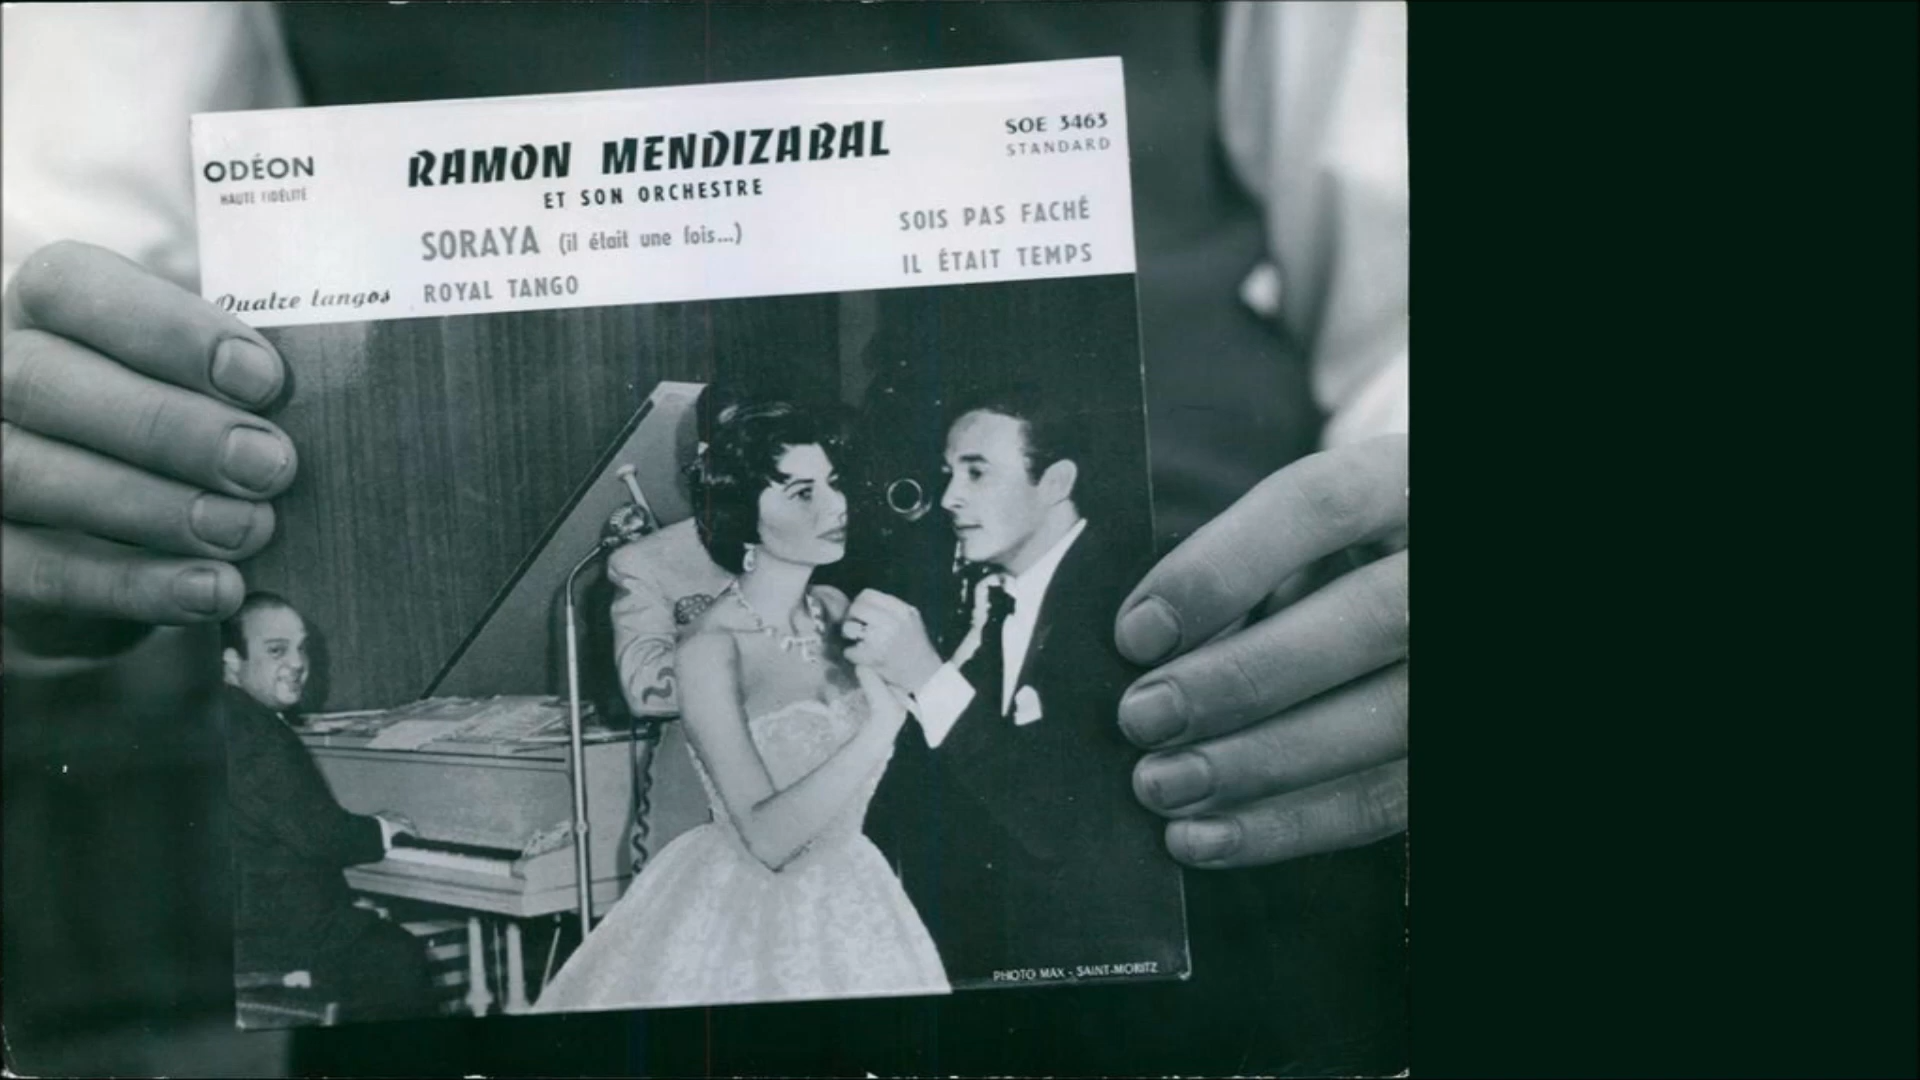 ODÉON
HAUTE FIDÉLITÉ
RAMON MENDIZABAL
ET SON ORCHESTRE
SOE 3463
STANDARD
SORAYA (il était une fois...)
ROYAL TANGO
SOIS PAS FACHÉ
IL ÉTAIT TEMPS
Quatre tangos
PHOTO MAX - SAINT-MORITZ